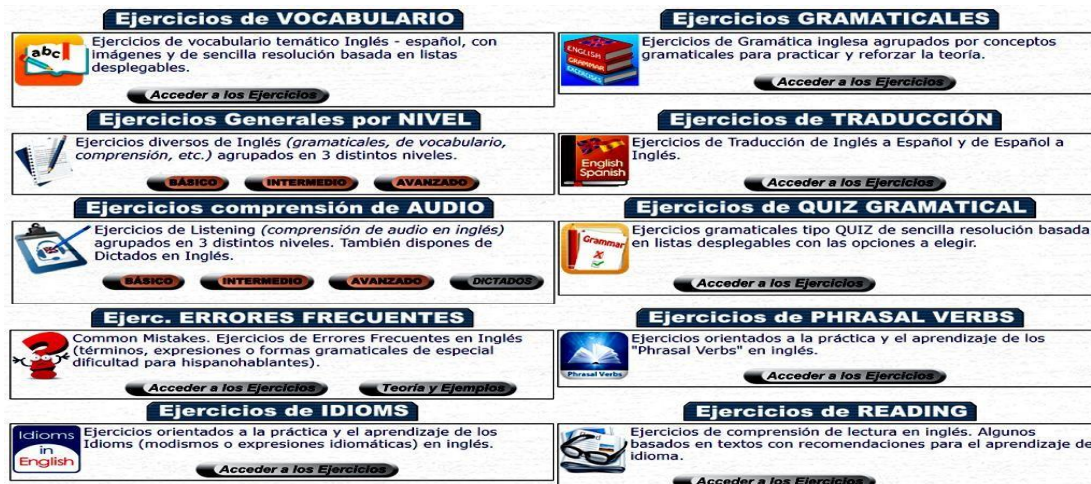 Ejercicios de VOCABULARIO
abc
Ejercicios de vocabulario temático Inglés - español, con
imágenes y de sencilla resolución basada en listas
desplegables.
Acceder a los Ejercicios
Ejercicios GRAMATICALES
ENGLISH
GRAMMAR
EXERCISES
Ejercicios de Gramática inglesa agrupados por conceptos
gramaticales para practicar y reforzar la teoría.
Acceder a los Ejercicios
Ejercicios Generales por NIVEL
Ejercicios diversos de Inglés (gramaticales, de vocabulario,
comprensión, etc.) agrupados en 3 distintos niveles.
BÁSICO INTERMEDIO AVANZADO
Ejercicios de TRADUCCIÓN
English
Spanish
Ejercicios de Traducción de Inglés a Español y de Español a
Inglés.
Acceder a los Ejercicios
Ejercicios comprensión de AUDIO
Ejercicios de Listening (comprensión de audio en inglés)
agrupados en 3 distintos niveles. También dispones de
Dictados en Inglés.
BÁSICO INTERMEDIO AVANZADO DICTADOS
Ejercicios de QUIZ GRAMATICAL
Grammar
Ejercicios gramaticales tipo QUIZ de sencilla resolución basada
en listas desplegables con las opciones a elegir.
Acceder a los Ejercicios
Ejerc. ERRORES FRECUENTES
Common Mistakes. Ejercicios de Errores Frecuentes en Inglés
(términos, expresiones o formas gramaticales de especial
dificultad para hispanohablantes).
Acceder a los Ejercicios Teoría y Ejemplos
Ejercicios de PHRASAL VERBS
Phrasal Verbs
Ejercicios orientados a la práctica y el aprendizaje de los
"Phrasal Verbs" en inglés.
Acceder a los Ejercicios
Ejercicios de IDIOMS
Idioms
in
English
Ejercicios orientados a la práctica y el aprendizaje de los
Idioms (modismos o expresiones idiomáticas) en inglés.
Acceder a los Ejercicios
Ejercicios de READING
Ejercicios de comprensión de lectura en inglés. Algunos
basados en textos con recomendaciones para el aprendizaje de
idioma.
Acceder a los Ejercicios